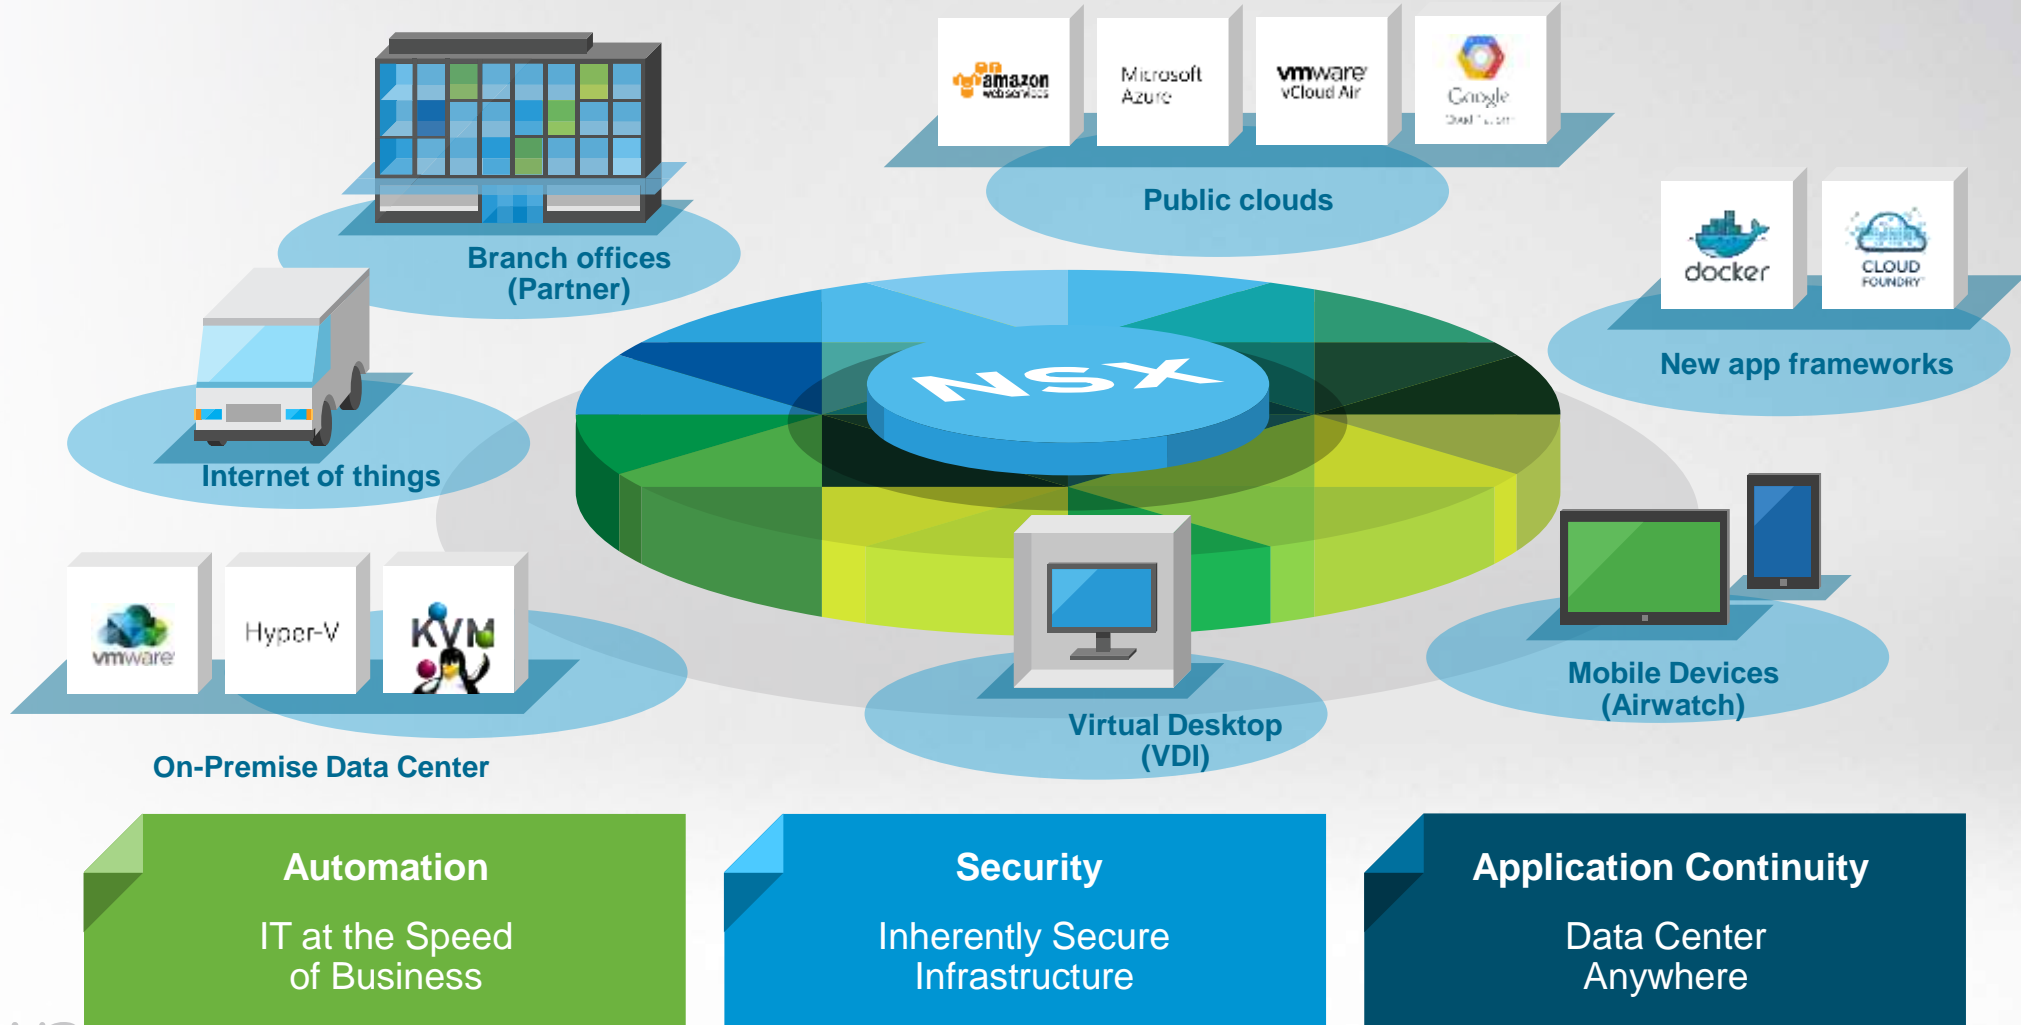 amazon
webservices
Microsoft
Azure
vmware
vCloud Air
Google
Public clouds
Branch offices
(Partner)
docker
CLOUD
FOUNDRY
New app frameworks
NSX
Internet of things
vmware
Hyper-V
KVM
On-Premise Data Center
Virtual Desktop
(VDI)
Mobile Devices
(Airwatch)
Automation
IT at the Speed
of Business
Security
Inherently Secure
Infrastructure
Application Continuity
Data Center
Anywhere